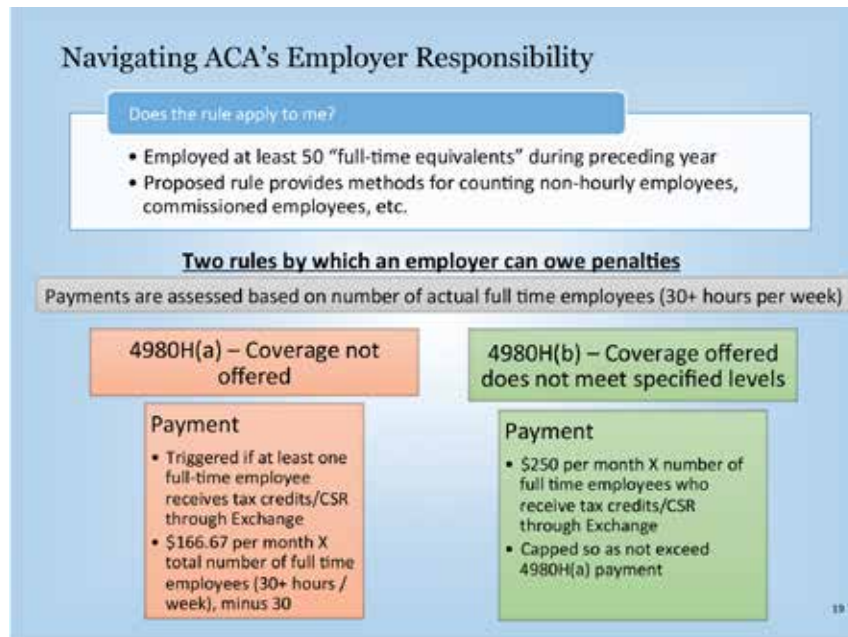 Navigating ACA's Employer Responsibility
Does the rule apply to me?
• Employed at least 50 "full-time equivalents" during preceding year
• Proposed rule provides methods for counting non-hourly employees,
commissioned employees, etc.
Two rules by which an employer can owe penalties
Payments are assessed based on number of actual full time employees (30+ hours per week)
4980H(a) – Coverage not
offered
Payment
• Triggered if at least one
full-time employee
receives tax credits/CSR
through Exchange
• $166.67 per month X
total number of full time
employees (30+ hours /
week), minus 30
4980H(b) – Coverage offered
does not meet specified levels
Payment
• $250 per month X number of
full time employees who
receive tax credits/CSR
through Exchange
• Capped so as not exceed
4980H(a) payment
19